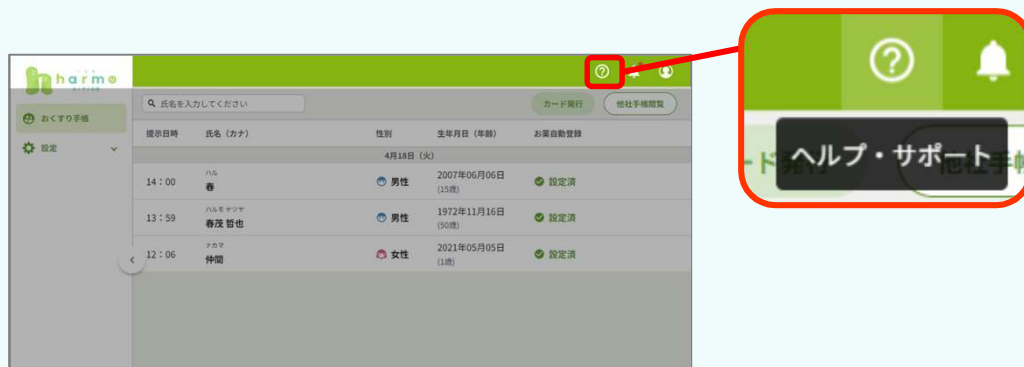 harmo
おくすり手帳
設定
氏名を入力してください
カード発行
他社手帳閲覧
提示日時 氏名（カナ） 性別 生年月日（年齢） お薬自動登録
4月18日（火）
14：00 ハル 春 男性 2007年06月06日 (15歳) 設定済
13：59 ハルモ テツヤ 春茂 哲也 男性 1972年11月16日 (50歳) 設定済
12：06 ナカマ 仲間 女性 2021年05月05日 (1歳) 設定済
ヘルプ・サポート